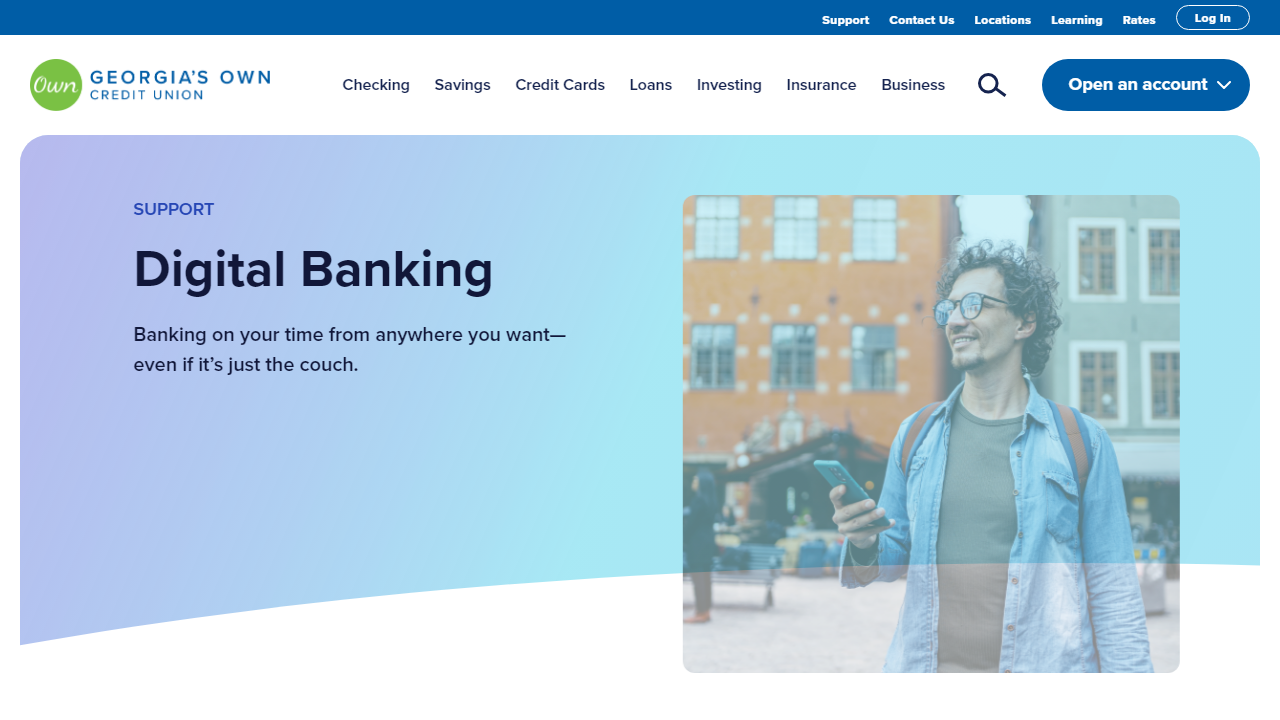 Support Contact Us Locations Learning Rates Log In
Own GEORGIA'S OWN
CREDIT UNION
Checking Savings Credit Cards Loans Investing Insurance Business Open an account
SUPPORT
Digital Banking
Banking on your time from anywhere you want—
even if it’s just the couch.